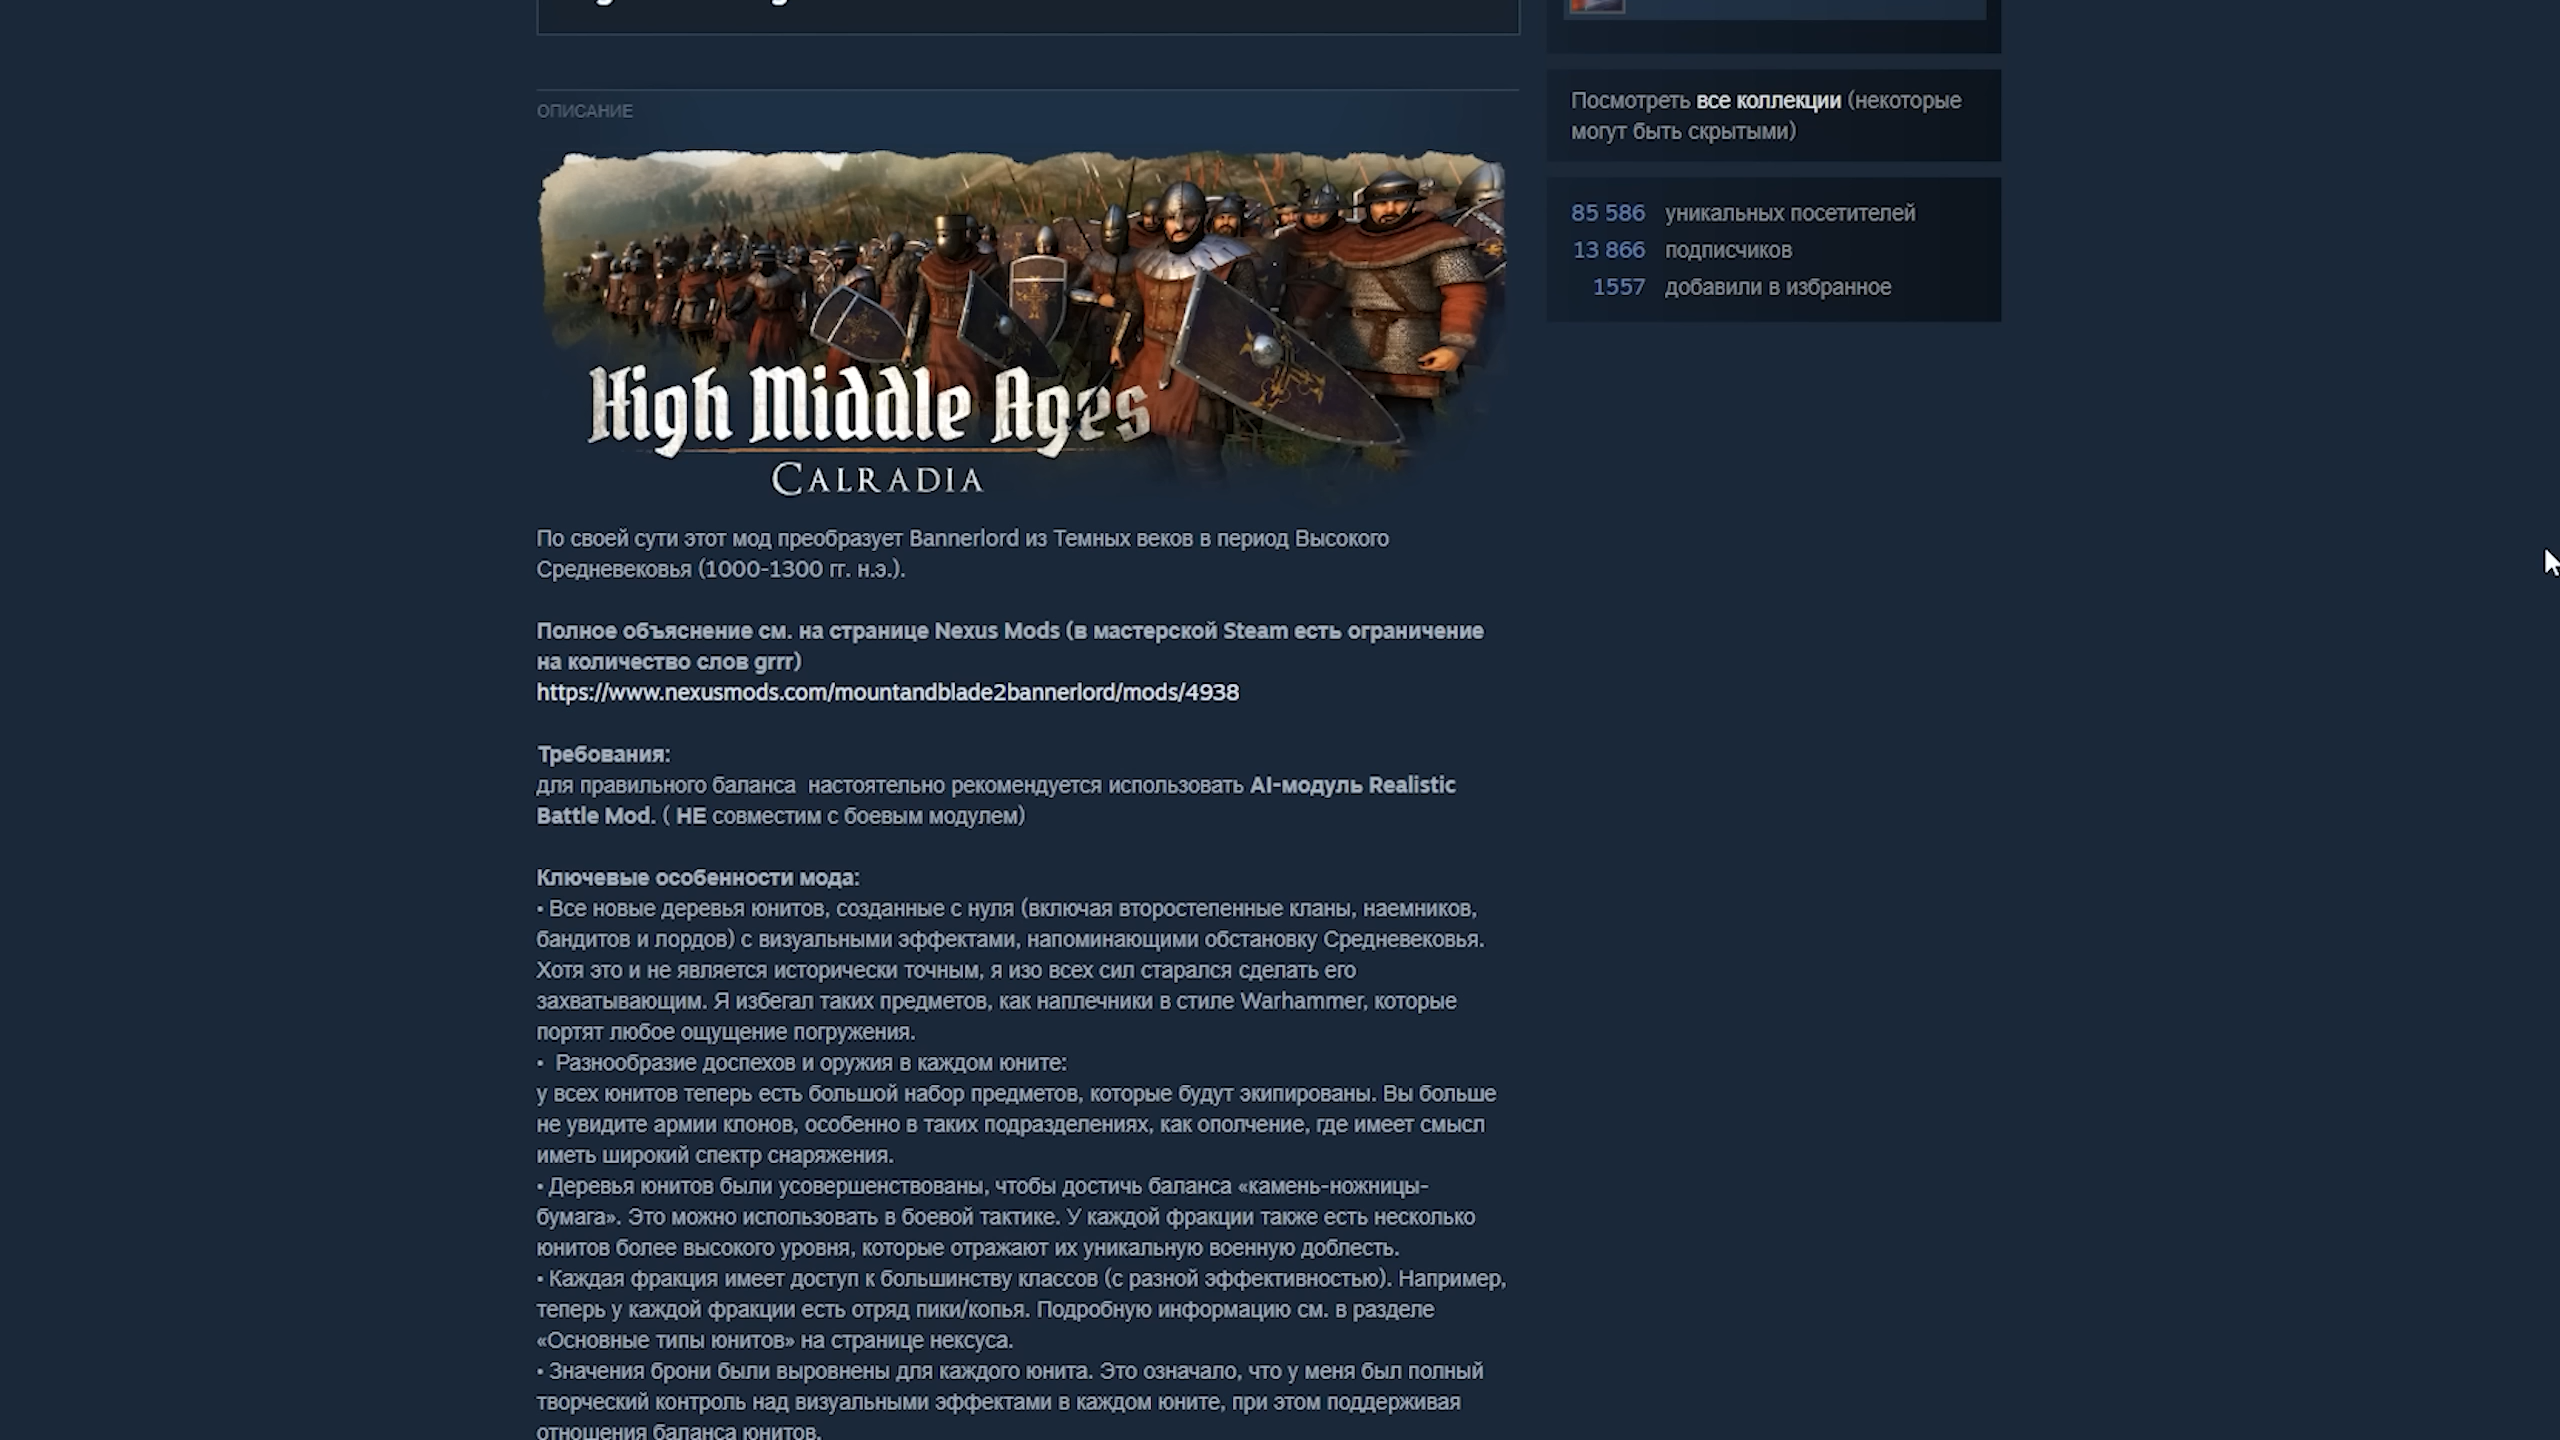 ОПИСАНИЕ
High Middle Ages
CALRADIA
По своей сути этот мод преобразует Bannerlord из Темных веков в период Высокого
Средневековья (1000-1300 гг. н.э.).
Полное объяснение см. на странице Nexus Mods (в мастерской Steam есть ограничение
на количество слов grrr)
https://www.nexusmods.com/mountandblade2bannerlord/mods/4938
Требования:
для правильного баланса  настоятельно рекомендуется использовать AI-модуль Realistic
Battle Mod. ( НЕ совместим с боевым модулем)
Ключевые особенности мода:
• Все новые деревья юнитов, созданные с нуля (включая второстепенные кланы, наемников,
бандитов и лордов) с визуальными эффектами, напоминающими обстановку Средневековья.
Хотя это и не является исторически точным, я изо всех сил старался сделать его
захватывающим. Я избегал таких предметов, как наплечники в стиле Warhammer, которые
портят любое ощущение погружения.
•  Разнообразие доспехов и оружия в каждом юните:
у всех юнитов теперь есть большой набор предметов, которые будут экипированы. Вы больше
не увидите армии клонов, особенно в таких подразделениях, как ополчение, где имеет смысл
иметь широкий спектр снаряжения.
• Деревья юнитов были усовершенствованы, чтобы достичь баланса «камень-ножницы-
бумага». Это можно использовать в боевой тактике. У каждой фракции также есть несколько
юнитов более высокого уровня, которые отражают их уникальную военную доблесть.
• Каждая фракция имеет доступ к большинству классов (с разной эффективностью). Например,
теперь у каждой фракции есть отряд пики/копья. Подробную информацию см. в разделе
«Основные типы юнитов» на странице нексуса.
• Значения брони были выровнены для каждого юнита. Это означало, что у меня был полный
творческий контроль над визуальными эффектами в каждом юните, при этом поддерживая
отношения баланса юнитов.
Посмотреть все коллекции (некоторые
могут быть скрытыми)
85 586 уникальных посетителей
13 866 подписчиков
1557 добавили в избранное